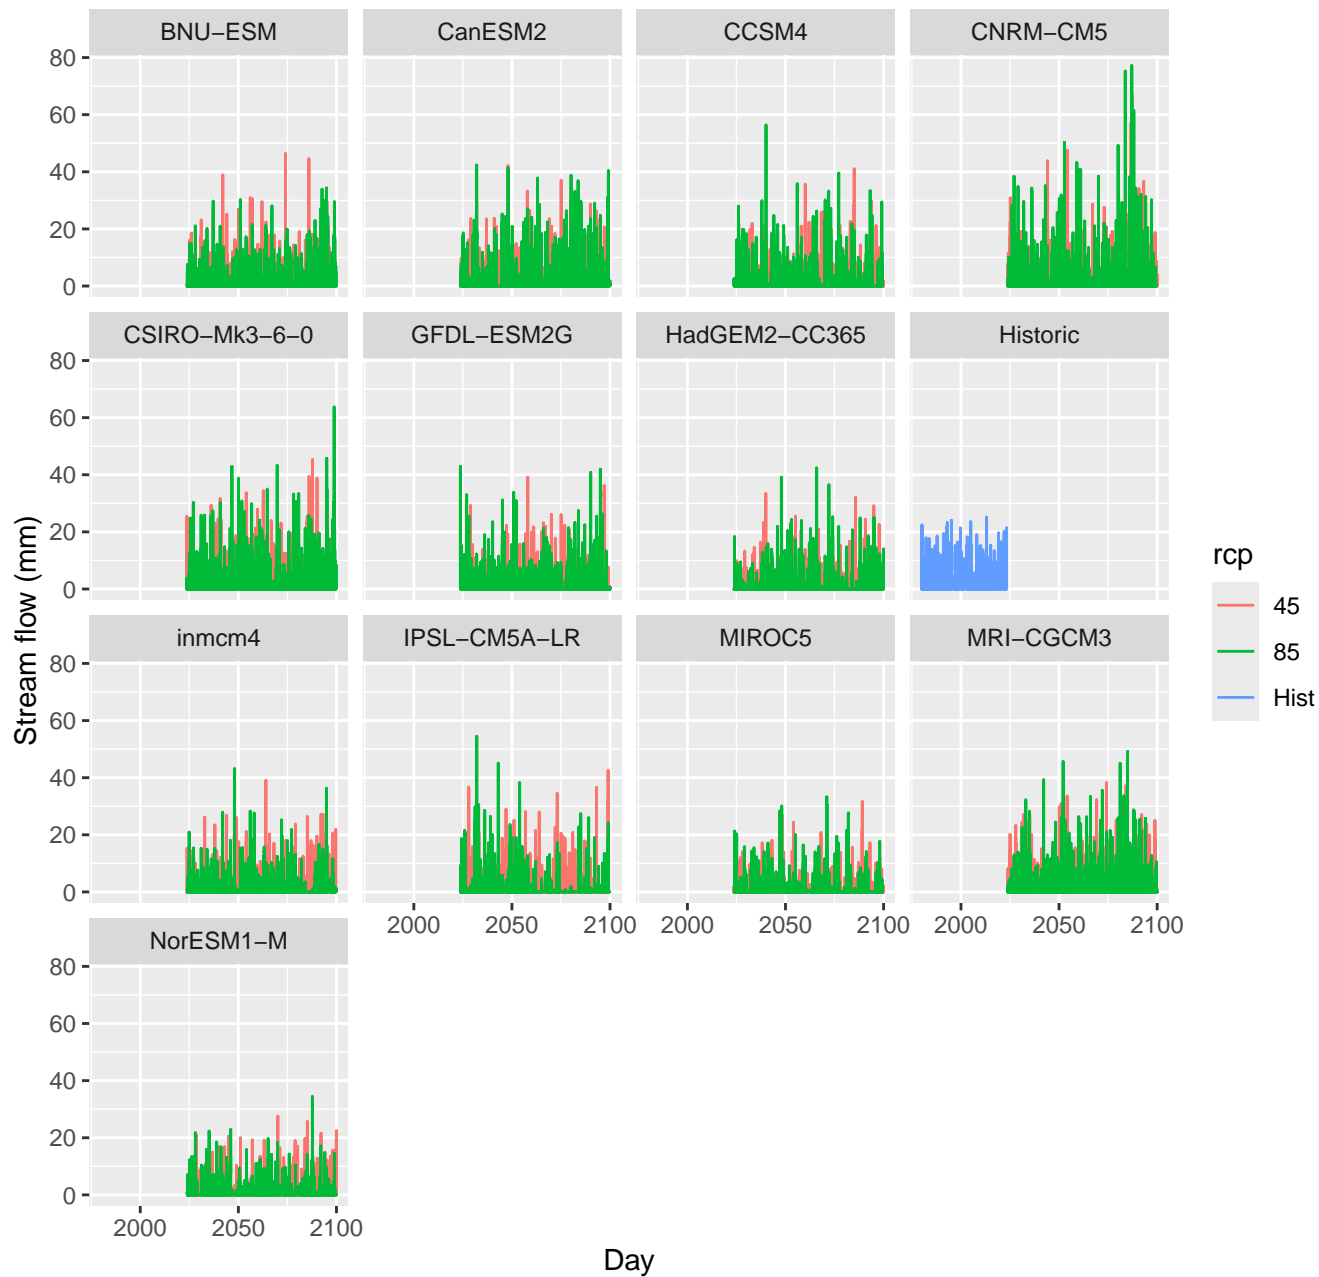 BNU−ESM CanESM2 CCSM4 CNRM−CM5
80
60
40
20
0
CSIRO−Mk3−6−0 GFDL−ESM2G HadGEM2−CC365 Historic
80
60
40
20
0
inmcm4 IPSL−CM5A−LR MIROC5 MRI−CGCM3
80
60
40
20
0
2000 2050 2100 2000 2050 2100 2000 2050 2100
NorESM1−M
80
60
40
20
0
2000 2050 2100
Day
Stream flow (mm)
rcp
45
85
Hist